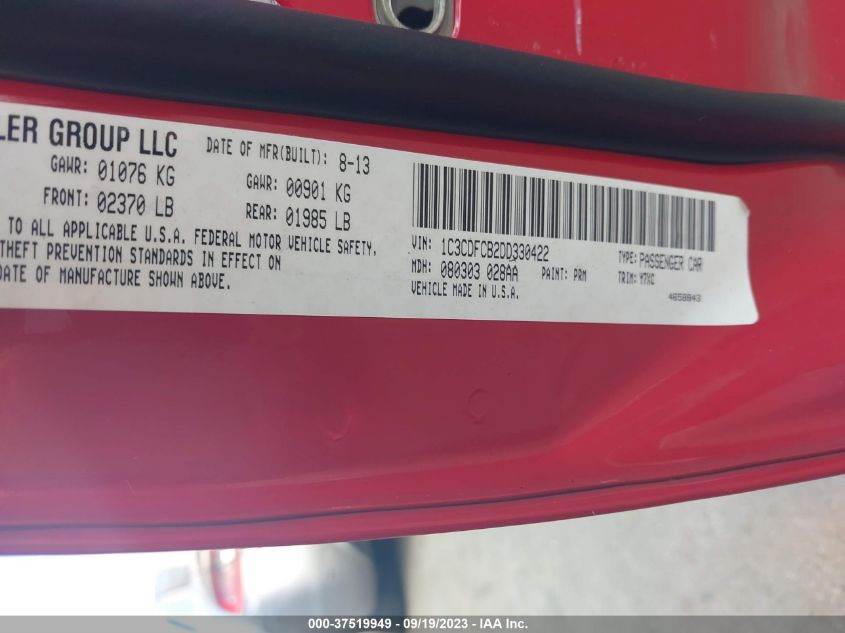 LER GROUP LLC
DATE OF MFR(BUILT): 8-13
GAWR: 01076 KG
GAWR: 00901 KG
FRONT: 02370 LB
REAR: 01985 LB
TO ALL APPLICABLE U.S.A. FEDERAL MOTOR VEHICLE SAFETY,
THEFT PREVENTION STANDARDS IN EFFECT ON
DATE OF MANUFACTURE SHOWN ABOVE.
VIN: 1C3CDFCB2DD330422
TYPE: PASSENGER CAR
MDH: 080303 028AA
PAINT: PRM
TRIM: Y7XC
VEHICLE MADE IN U.S.A.
4658943
000-37519949 - 09/19/2023 - IAA Inc.